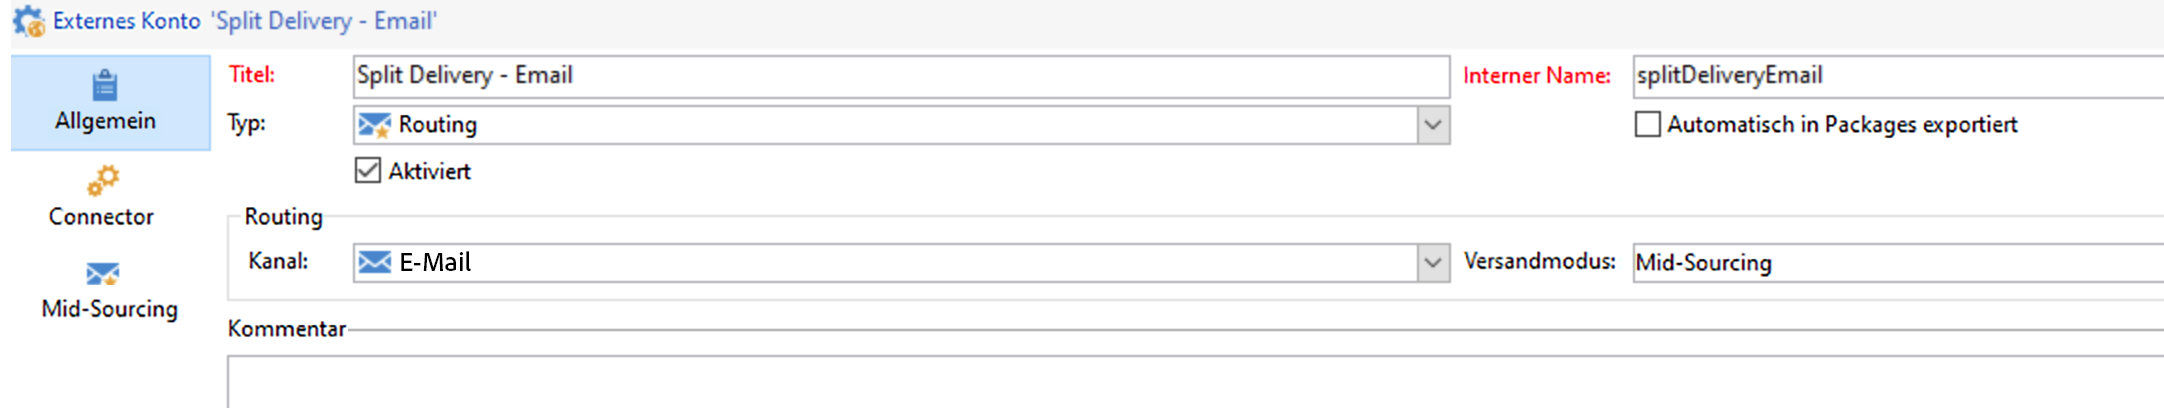 Externes Konto 'Split Delivery - Email'
Allgemein
Connector
Mid-Sourcing
Titel: Split Delivery - Email Interner Name: splitDeliveryEmail
Typ: Routing Automatisch in Packages exportiert
Aktiviert
Routing
Kanal: E-Mail Versandmodus: Mid-Sourcing
Kommentar